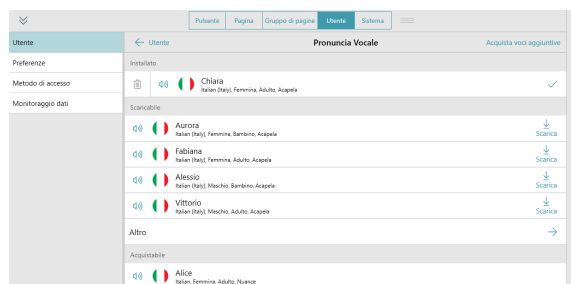 Pulsante Pagina Gruppo di pagine Utente Sistema
Utente
Preferenze
Metodo di accesso
Monitoraggio dati
Utente Pronuncia Vocale Acquista voci aggiuntive
Installato
Chiara
Italian (Italy), Femmina, Adulto, Acapela
Scaricabile
Aurora
Italian (Italy), Femmina, Bambino, Acapela
Scarica
Fabiana
Italian (Italy), Femmina, Adulto, Acapela
Scarica
Alessio
Italian (Italy), Maschio, Bambino, Acapela
Scarica
Vittorio
Italian (Italy), Maschio, Adulto, Acapela
Scarica
Altro
Acquistabile
Alice
Italian, Femmina, Adulto, Nuance